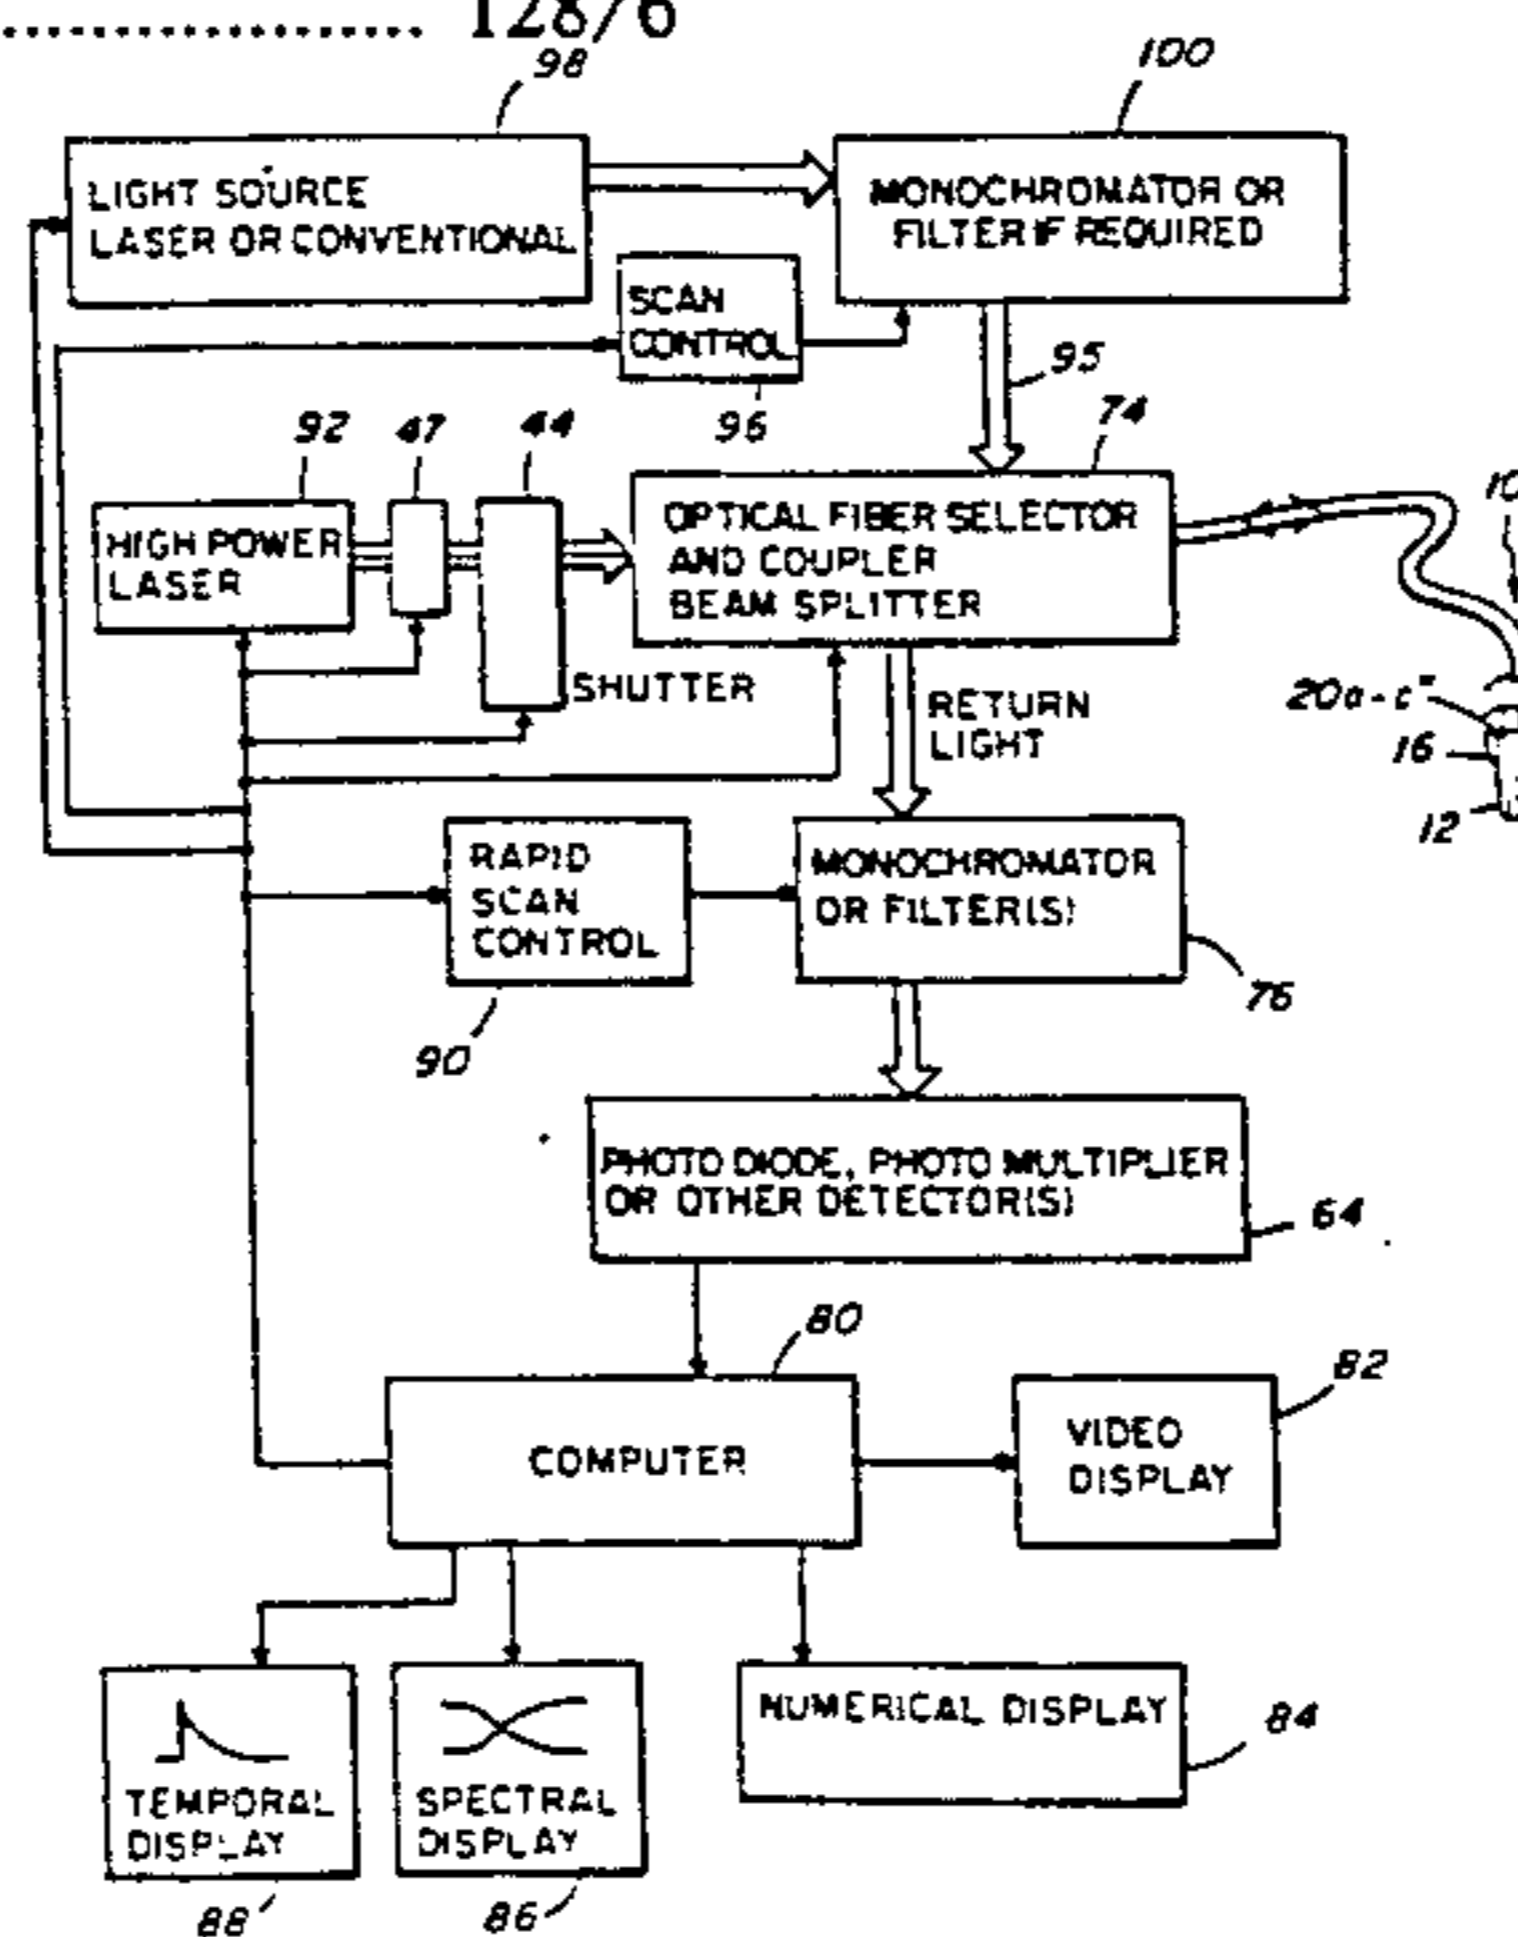 128/6
98
100
LIGHT SOURCE
LASER OR CONVENTIONAL
MONOCHROMATOR OR
FILTER IF REQUIRED
SCAN
CONTROL
95
96
92
47
44
74
HIGH POWER
LASER
OPTICAL FIBER SELECTOR
AND COUPLER
BEAM SPLITTER
10
SHUTTER
RETURN
LIGHT
20a-c"
16
12
RAPID
SCAN
CONTROL
MONOCHROMATOR
OR FILTER(S)
76
90
PHOTO DIODE, PHOTO MULTIPLIER
OR OTHER DETECTOR(S)
64
80
82
COMPUTER
VIDEO
DISPLAY
NUMERICAL DISPLAY
84
TEMPORAL
DISPLAY
SPECTRAL
DISPLAY
88
86